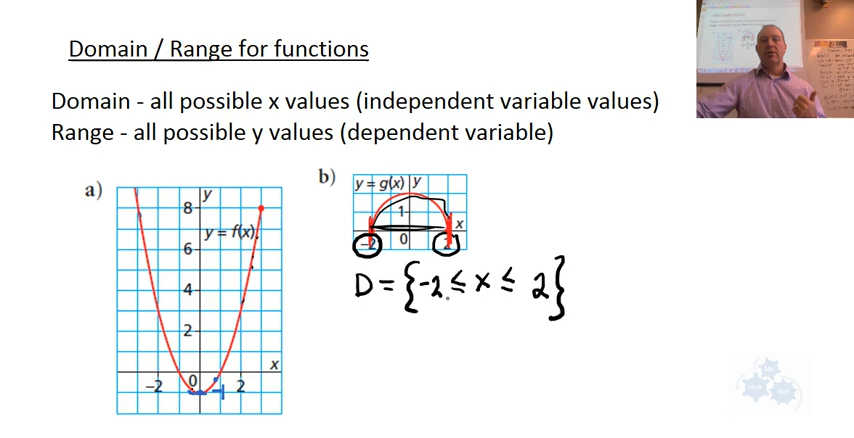 Domain / Range for functions
Domain - all possible x values (independent variable values)
Range - all possible y values (dependent variable)
a)
y
8
y = f(x)
6
4
2
x
-2
0
2
-1
b)
y = g(x) y
1
x
-2 0 2
D = {-2 ≤ x ≤ 2}